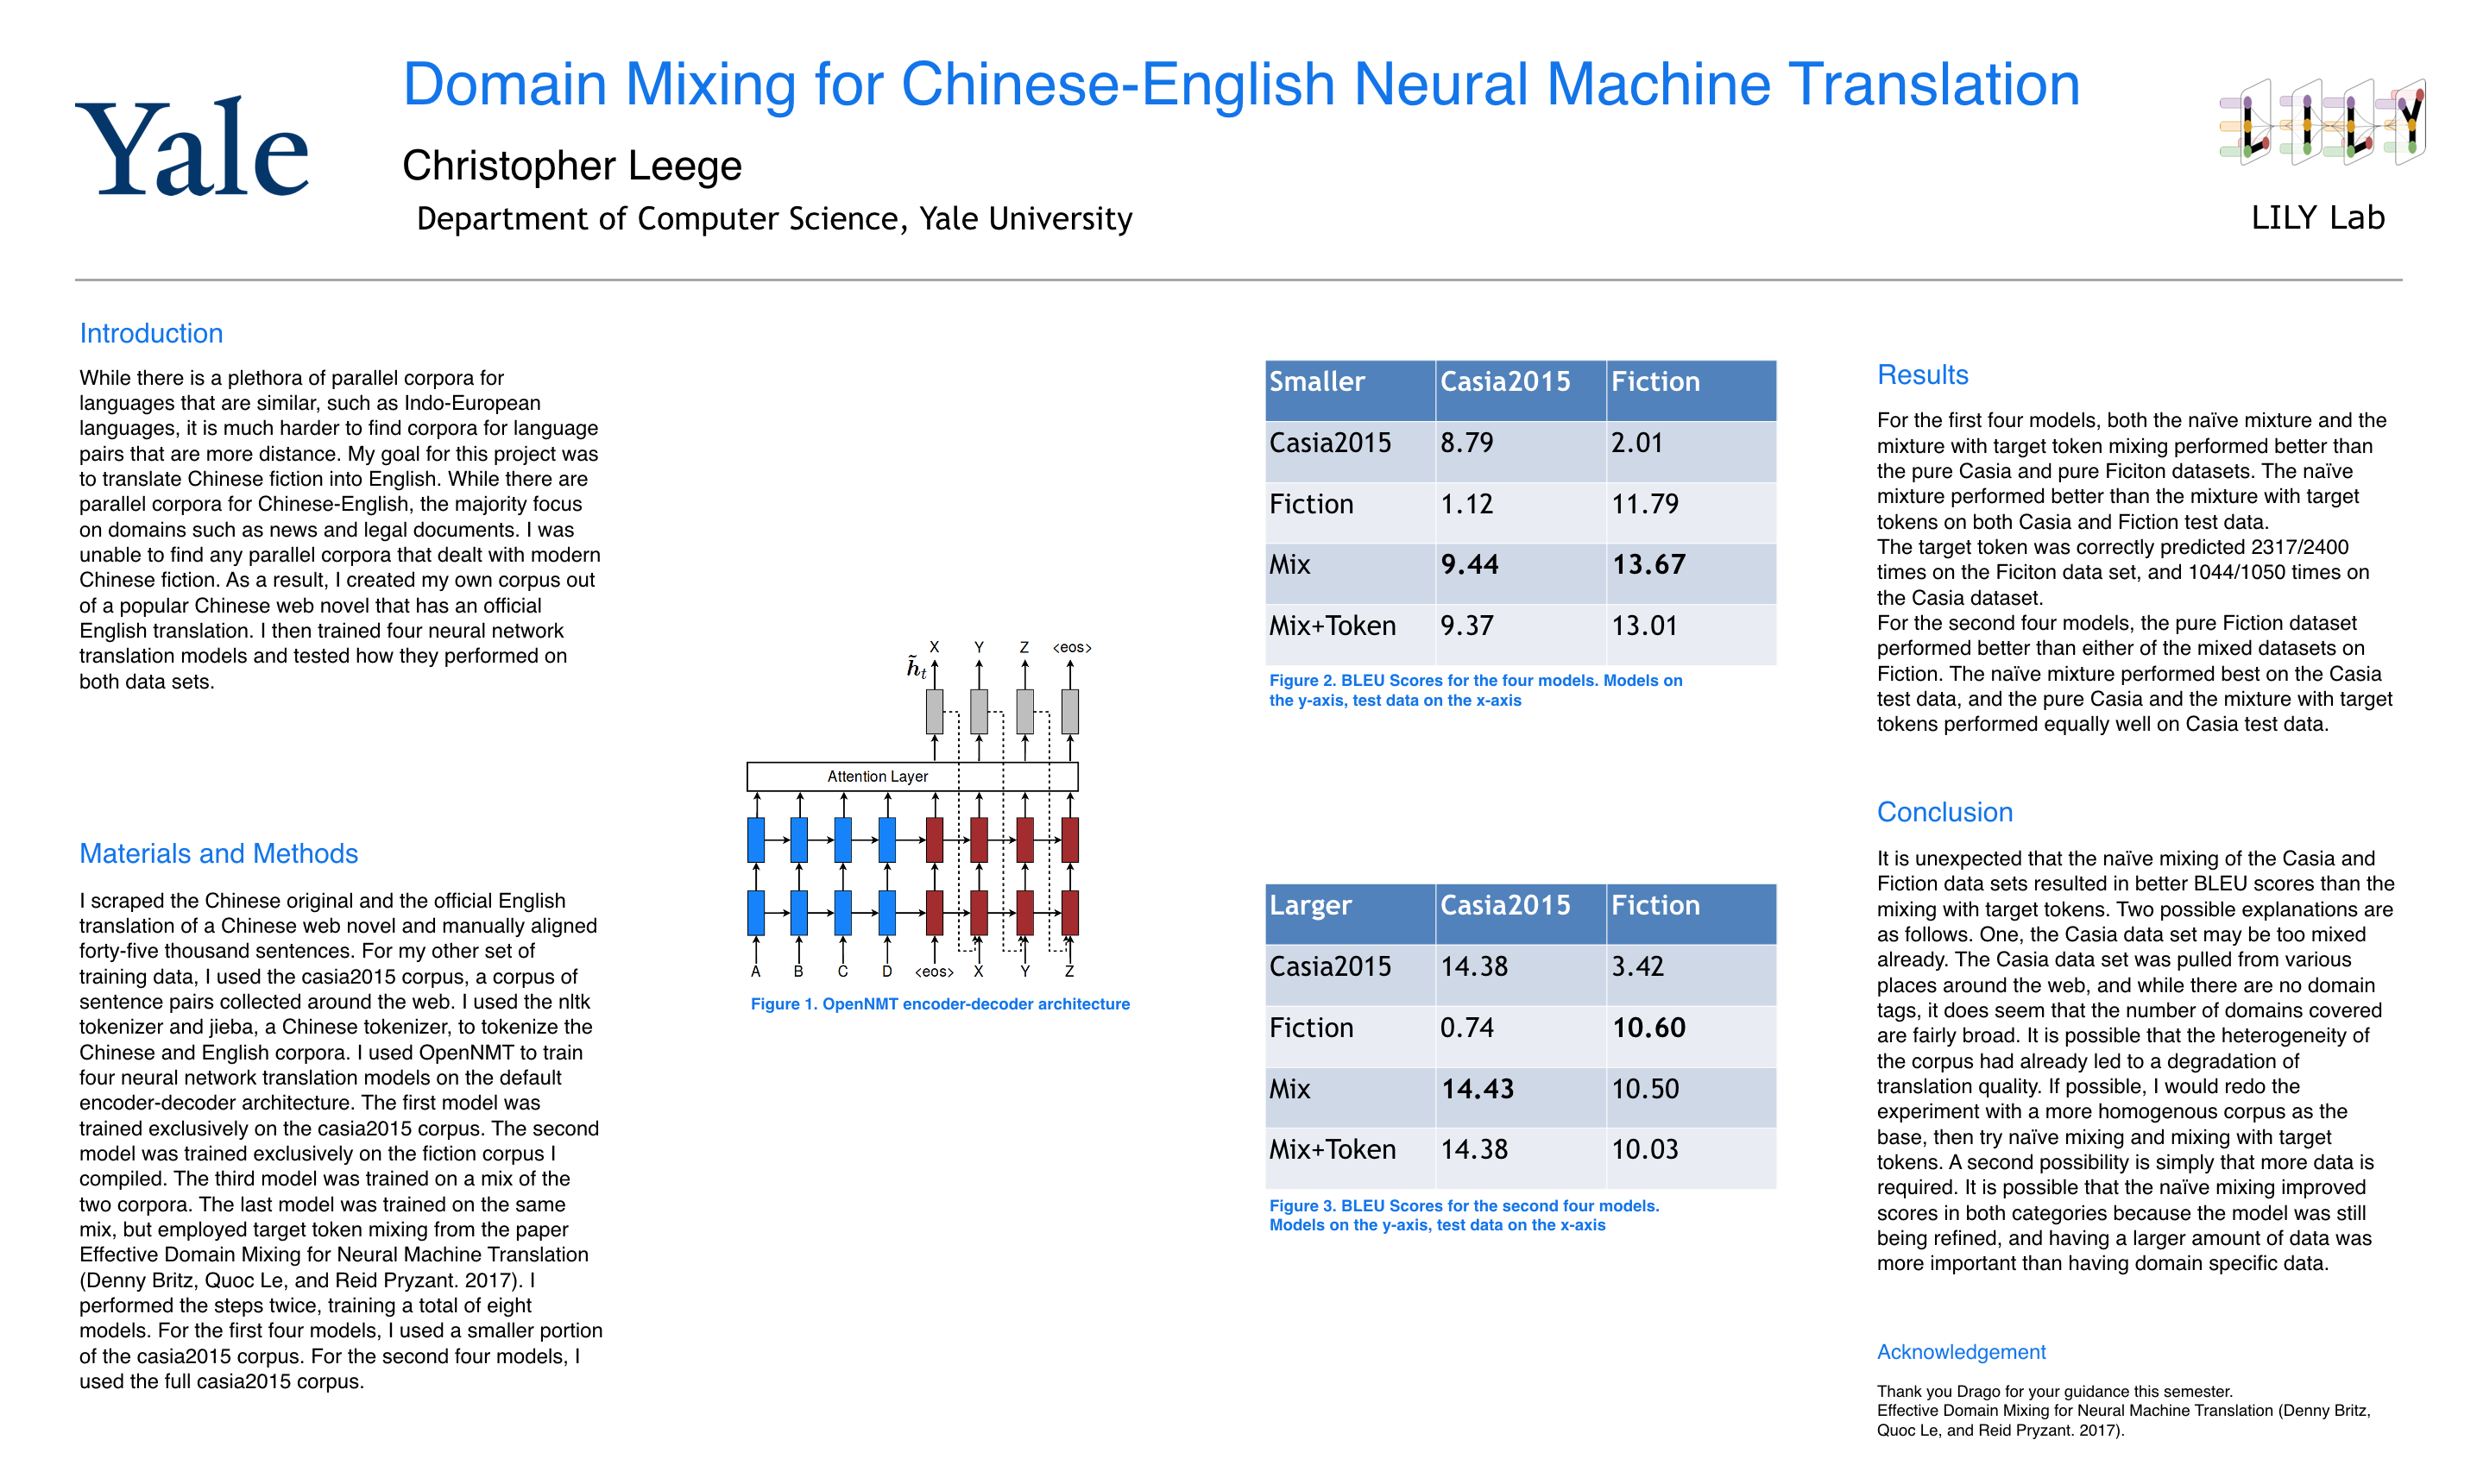 Yale
Domain Mixing for Chinese-English Neural Machine Translation
Christopher Leege
Department of Computer Science, Yale University
LILY
LILY Lab
Introduction
While there is a plethora of parallel corpora for
languages that are similar, such as Indo-European
languages, it is much harder to find corpora for language
pairs that are more distance. My goal for this project was
to translate Chinese fiction into English. While there are
parallel corpora for Chinese-English, the majority focus
on domains such as news and legal documents. I was
unable to find any parallel corpora that dealt with modern
Chinese fiction. As a result, I created my own corpus out
of a popular Chinese web novel that has an official
English translation. I then trained four neural network
translation models and tested how they performed on
both data sets.
Materials and Methods
I scraped the Chinese original and the official English
translation of a Chinese web novel and manually aligned
forty-five thousand sentences. For my other set of
training data, I used the casia2015 corpus, a corpus of
sentence pairs collected around the web. I used the nltk
tokenizer and jieba, a Chinese tokenizer, to tokenize the
Chinese and English corpora. I used OpenNMT to train
four neural network translation models on the default
encoder-decoder architecture. The first model was
trained exclusively on the casia2015 corpus. The second
model was trained exclusively on the fiction corpus I
compiled. The third model was trained on a mix of the
two corpora. The last model was trained on the same
mix, but employed target token mixing from the paper
Effective Domain Mixing for Neural Machine Translation
(Denny Britz, Quoc Le, and Reid Pryzant. 2017). I
performed the steps twice, training a total of eight
models. For the first four models, I used a smaller portion
of the casia2015 corpus. For the second four models, I
used the full casia2015 corpus.
X Y Z <eos>
h̃t
Attention Layer
A B C D <eos> X Y Z
Figure 1. OpenNMT encoder-decoder architecture
Smaller Casia2015 Fiction
Casia2015 8.79 2.01
Fiction 1.12 11.79
Mix 9.44 13.67
Mix+Token 9.37 13.01
Figure 2. BLEU Scores for the four models. Models on
the y-axis, test data on the x-axis
Larger Casia2015 Fiction
Casia2015 14.38 3.42
Fiction 0.74 10.60
Mix 14.43 10.50
Mix+Token 14.38 10.03
Figure 3. BLEU Scores for the second four models.
Models on the y-axis, test data on the x-axis
Results
For the first four models, both the naïve mixture and the
mixture with target token mixing performed better than
the pure Casia and pure Ficiton datasets. The naïve
mixture performed better than the mixture with target
tokens on both Casia and Fiction test data.
The target token was correctly predicted 2317/2400
times on the Ficiton data set, and 1044/1050 times on
the Casia dataset.
For the second four models, the pure Fiction dataset
performed better than either of the mixed datasets on
Fiction. The naïve mixture performed best on the Casia
test data, and the pure Casia and the mixture with target
tokens performed equally well on Casia test data.
Conclusion
It is unexpected that the naïve mixing of the Casia and
Fiction data sets resulted in better BLEU scores than the
mixing with target tokens. Two possible explanations are
as follows. One, the Casia data set may be too mixed
already. The Casia data set was pulled from various
places around the web, and while there are no domain
tags, it does seem that the number of domains covered
are fairly broad. It is possible that the heterogeneity of
the corpus had already led to a degradation of
translation quality. If possible, I would redo the
experiment with a more homogenous corpus as the
base, then try naïve mixing and mixing with target
tokens. A second possibility is simply that more data is
required. It is possible that the naïve mixing improved
scores in both categories because the model was still
being refined, and having a larger amount of data was
more important than having domain specific data.
Acknowledgement
Thank you Drago for your guidance this semester.
Effective Domain Mixing for Neural Machine Translation (Denny Britz,
Quoc Le, and Reid Pryzant. 2017).